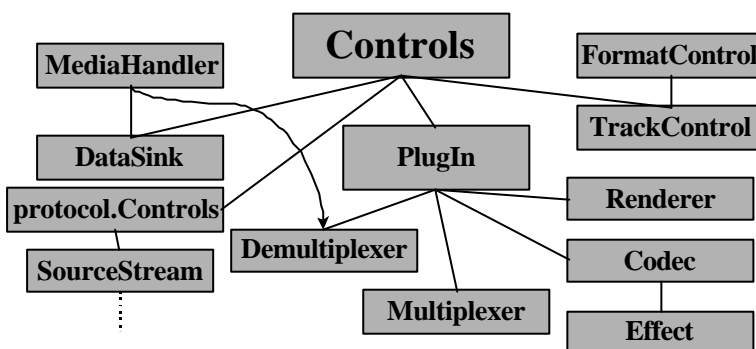 Controls
MediaHandler
FormatControl
DataSink
PlugIn
TrackControl
protocol.Controls
Renderer
Demultiplexer
SourceStream
Codec
Multiplexer
Effect